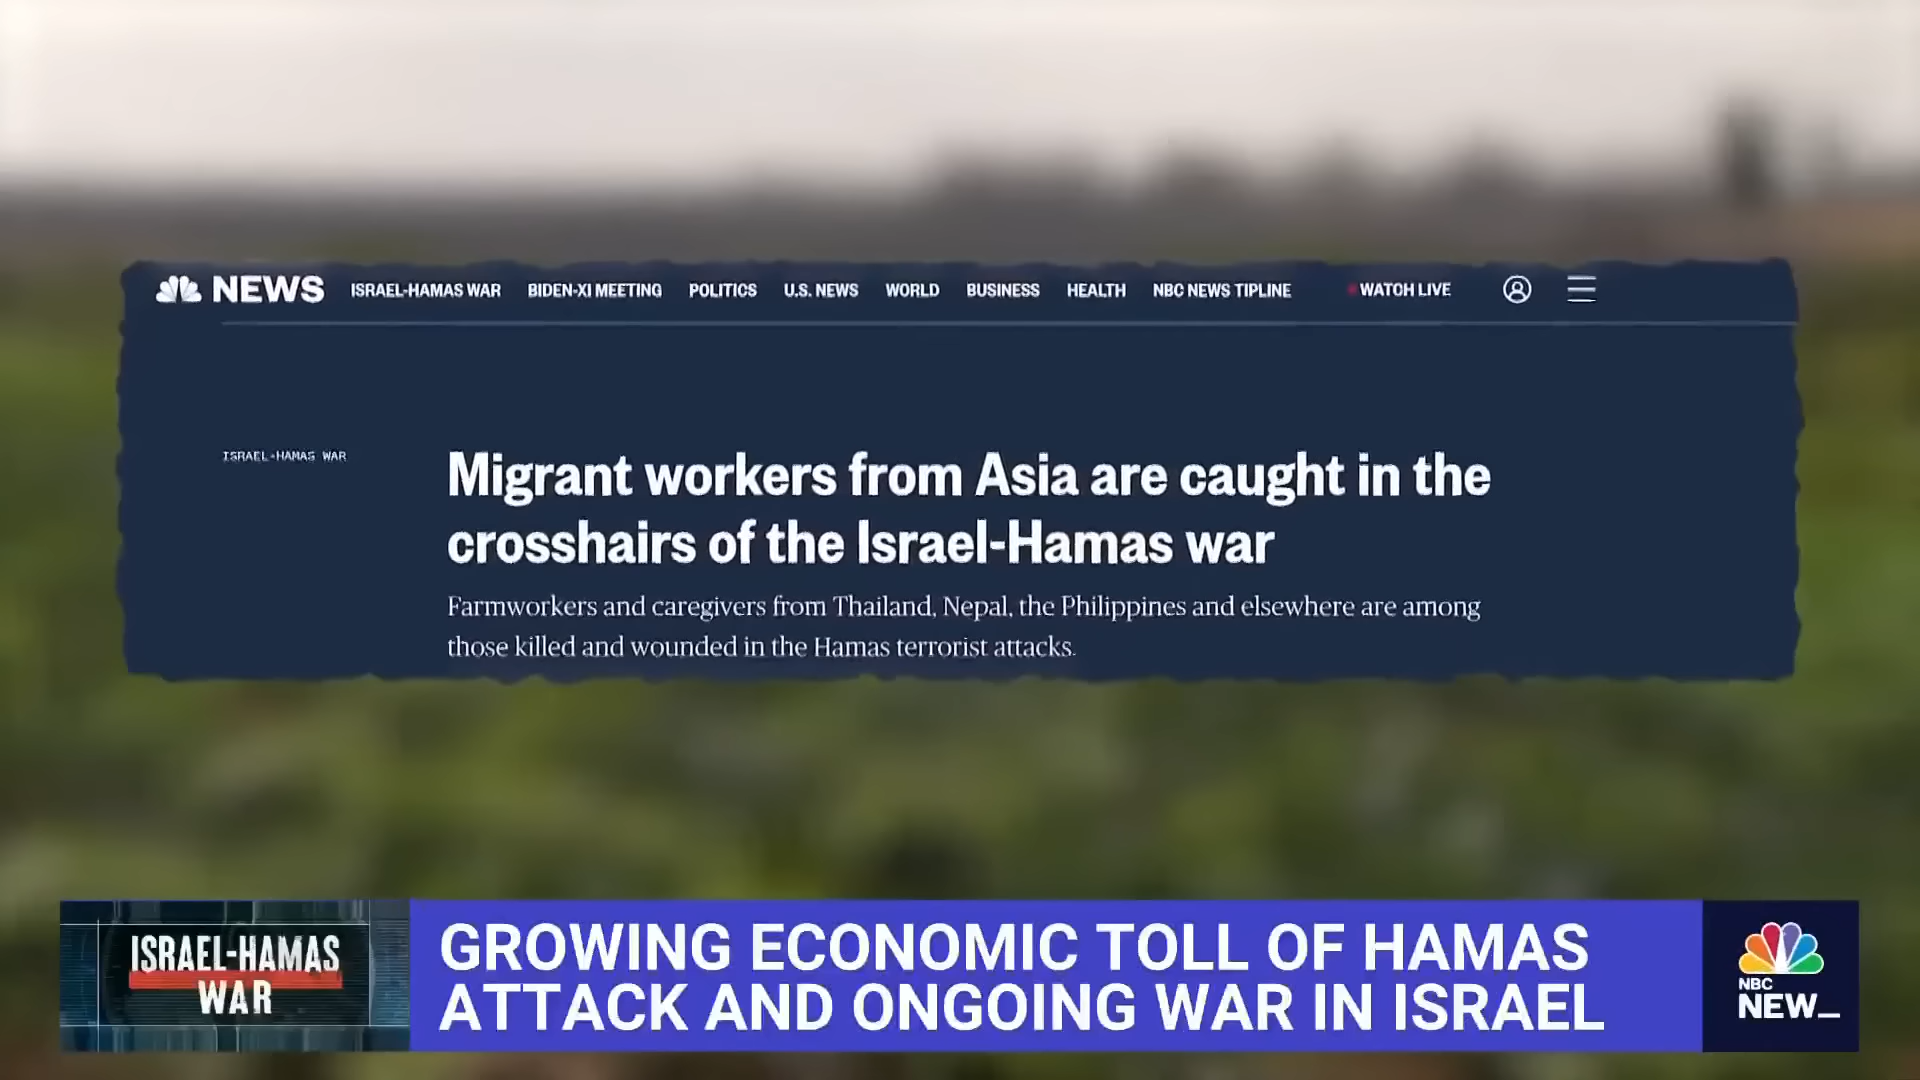 NEWS ISRAEL-HAMAS WAR BIDEN-XI MEETING POLITICS U.S. NEWS WORLD BUSINESS HEALTH NBC NEWS TIPLINE WATCH LIVE
ISRAEL-HAMAS WAR
Migrant workers from Asia are caught in the
crosshairs of the Israel-Hamas war
Farmworkers and caregivers from Thailand, Nepal, the Philippines and elsewhere are among
those killed and wounded in the Hamas terrorist attacks.
ISRAEL-HAMAS
WAR
GROWING ECONOMIC TOLL OF HAMAS
ATTACK AND ONGOING WAR IN ISRAEL
NBC
NEW_